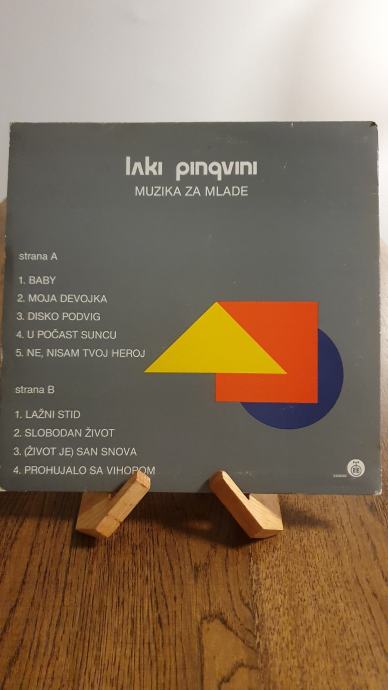 laki pingvini
MUZIKA ZA MLADE
strana A
1. BABY
2. MOJA DEVOJKA
3. DISKO PODVIG
4. U POČAST SUNCU
5. NE, NISAM TVOJ HEROJ
strana B
1. LAŽNI STID
2. SLOBODAN ŽIVOT
3. (ŽIVOT JE) SAN SNOVA
4. PROHUJALO SA VIHOROM